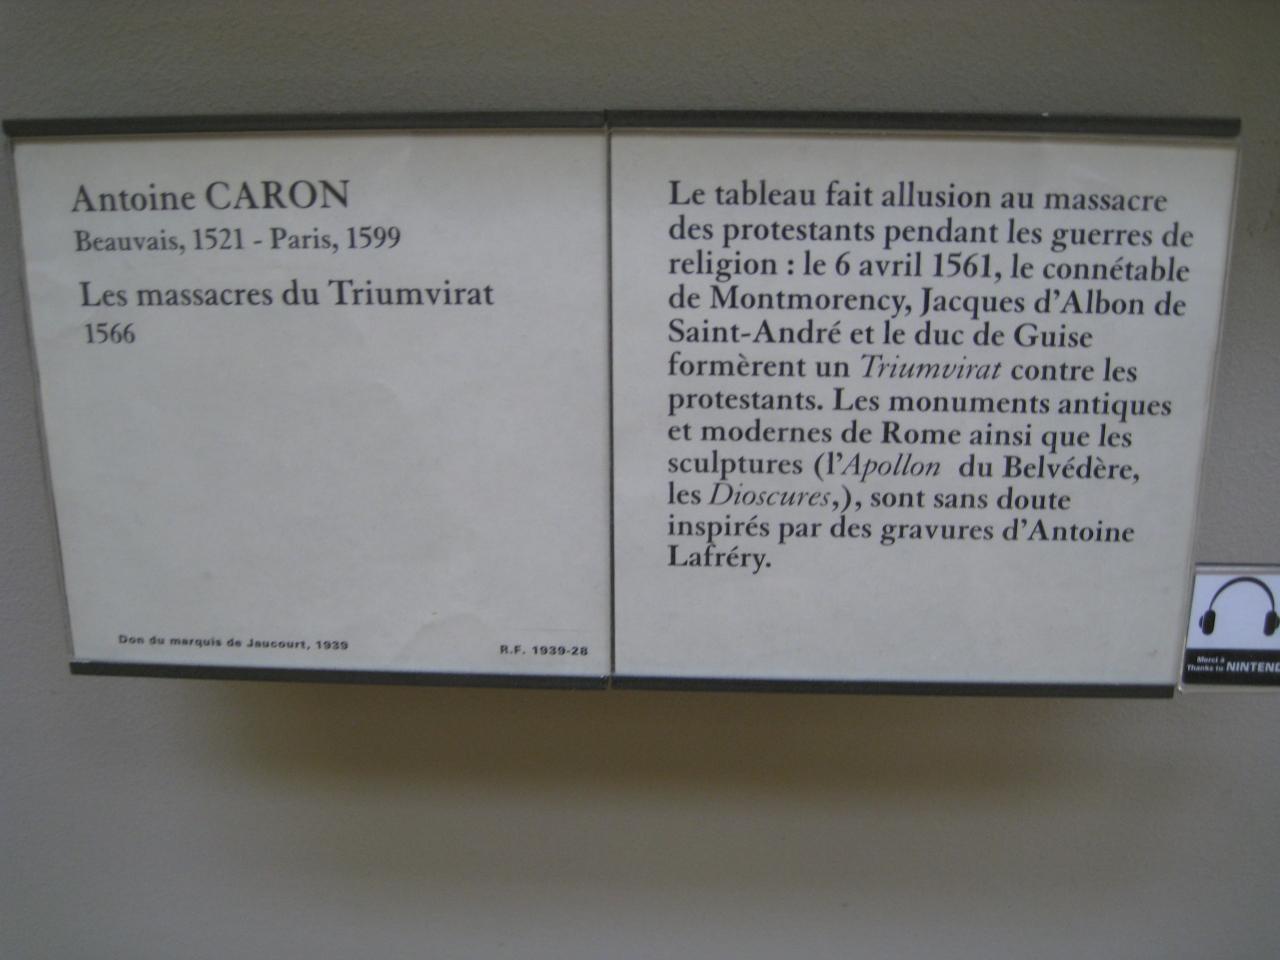 Antoine CARON
Beauvais, 1521 - Paris, 1599
Les massacres du Triumvirat
1566
Don du marquis de Jaucourt, 1939
R.F. 1939-28
Le tableau fait allusion au massacre
des protestants pendant les guerres de
religion : le 6 avril 1561, le connétable
de Montmorency, Jacques d'Albon de
Saint-André et le duc de Guise
formèrent un Triumvirat contre les
protestants. Les monuments antiques
et modernes de Rome ainsi que les
sculptures (l'Apollon du Belvédère,
les Dioscures,), sont sans doute
inspirés par des gravures d'Antoine
Lafréry.
Merci à
Thanks to NINTEND